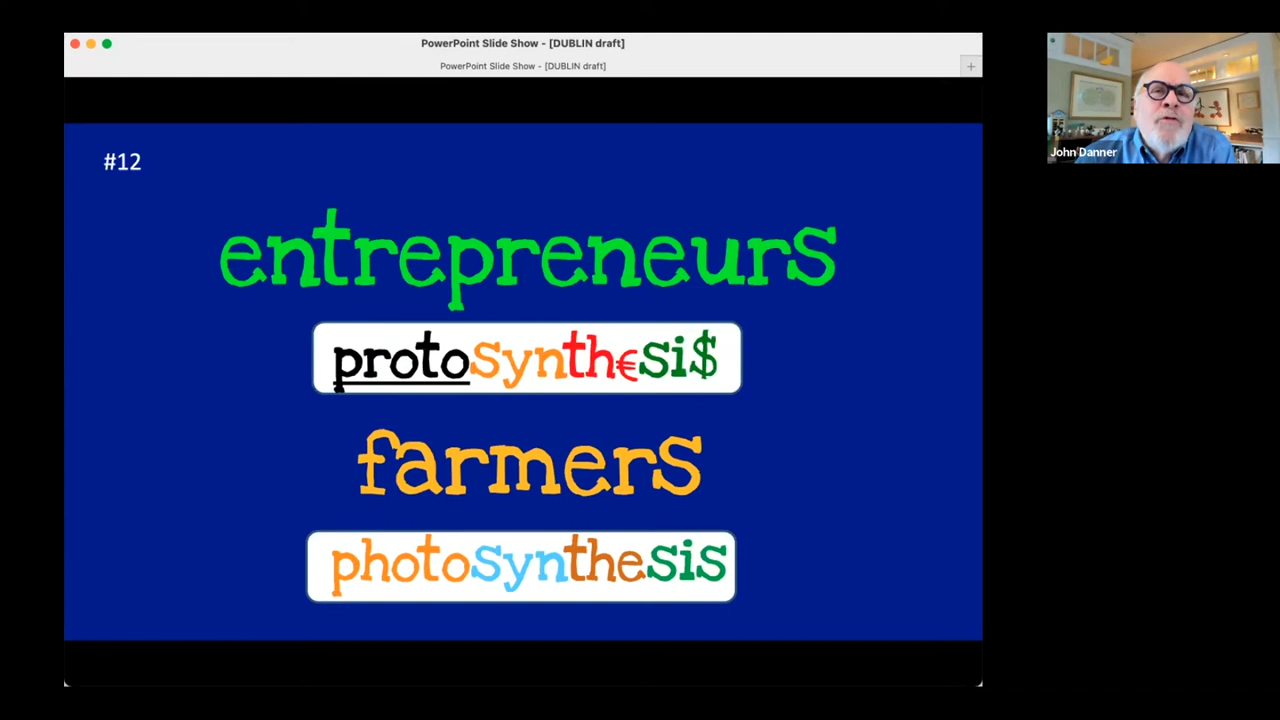 PowerPoint Slide Show - [DUBLIN draft]
PowerPoint Slide Show - [DUBLIN draft]
#12
entrepreneurs
protosynth€si$
farmers
photosynthesis
John Danner